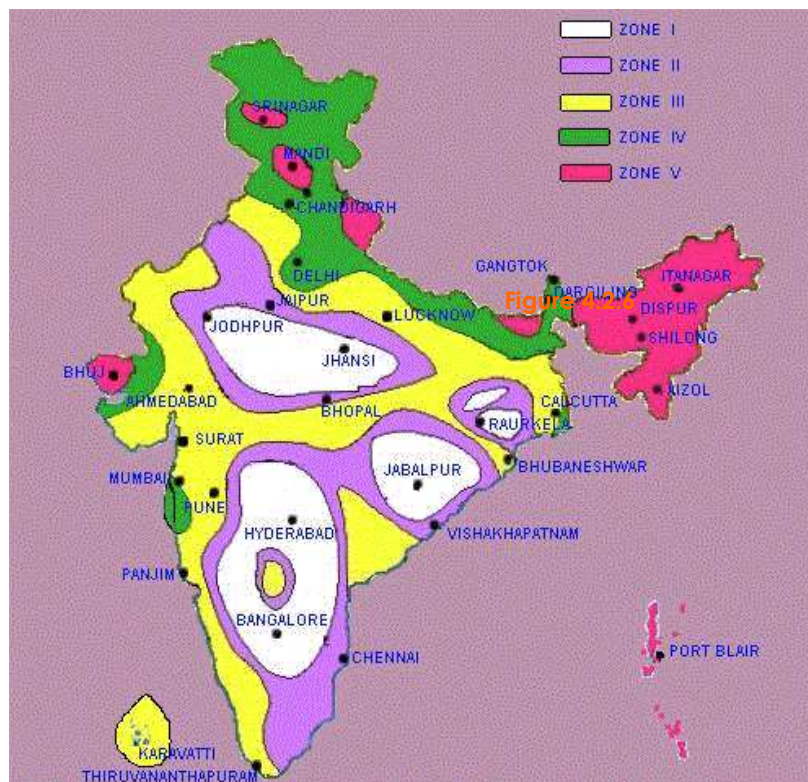 ZONE I
ZONE II
ZONE III
ZONE IV
ZONE V
SRINAGAR
MANDI
CHANDIGARH
DELHI
GANGTOK
DARGILING
ITANAGAR
Figure 4.2.6
JAIPUR
JODHPUR
LUCKNOW
DISPUR
SHILONG
JHANSI
BHUJ
AHMEDABAD
BHOPAL
CALCUTTA
AIZOL
RAURKELA
SURAT
BHUBANESHWAR
MUMBAI
JABALPUR
PUNE
HYDERABAD
VISHAKHAPATNAM
PANJIM
BANGALORE
CHENNAI
PORT BLAIR
KARAVATTI
THIRUVANANTHAPURAM